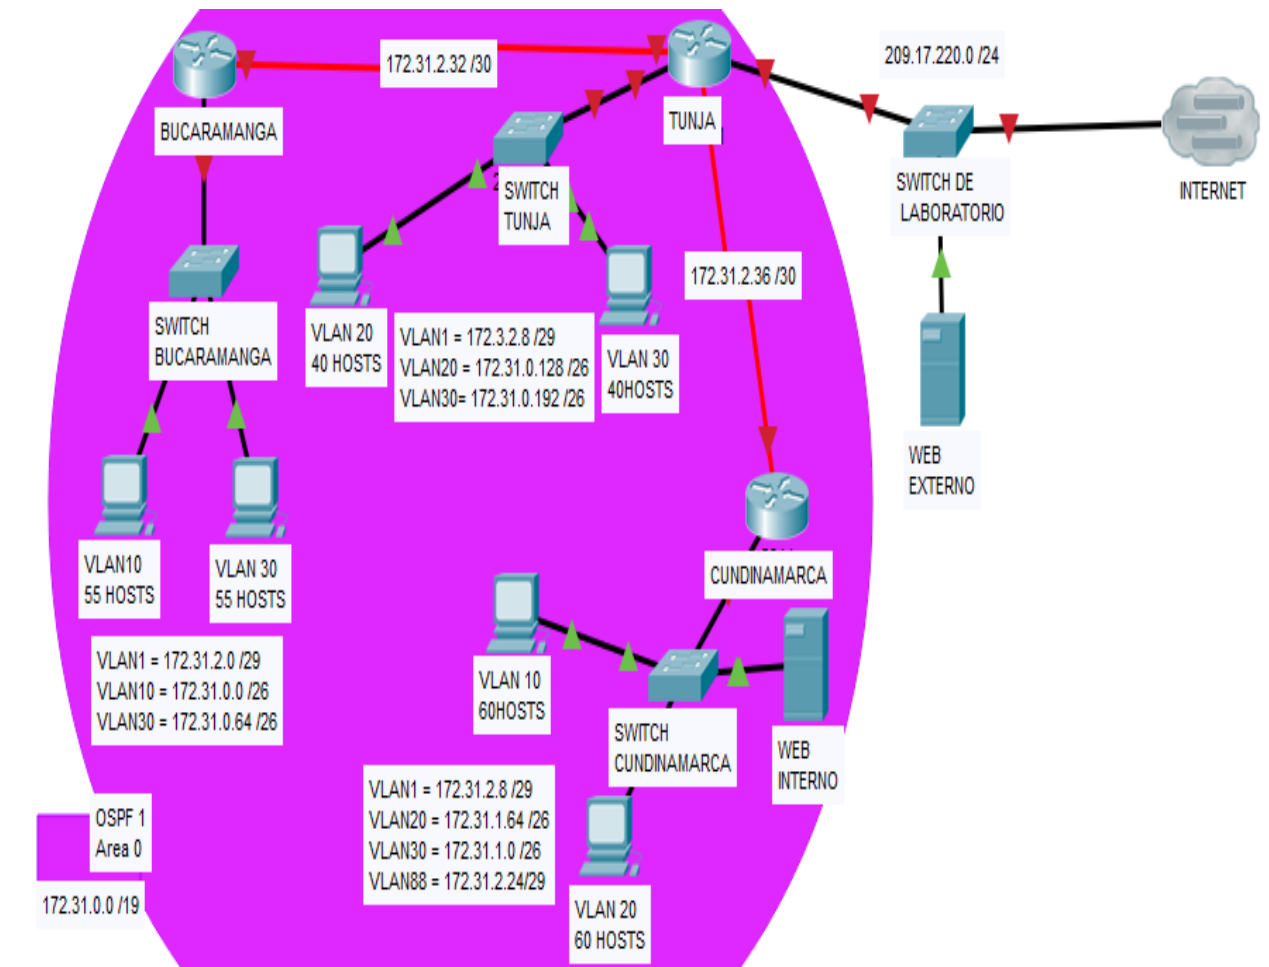 172.31.2.32 /30
209.17.220.0 /24
BUCARAMANGA
TUNJA
SWITCH
TUNJA
SWITCH DE
LABORATORIO
INTERNET
172.31.2.36 /30
SWITCH
BUCARAMANGA
VLAN 20
40 HOSTS
VLAN1 = 172.3.2.8 /29
VLAN20 = 172.31.0.128 /26
VLAN30= 172.31.0.192 /26
VLAN 30
40HOSTS
WEB
EXTERNO
VLAN10
55 HOSTS
VLAN 30
55 HOSTS
CUNDINAMARCA
VLAN1 = 172.31.2.0 /29
VLAN10 = 172.31.0.0 /26
VLAN30 = 172.31.0.64 /26
VLAN 10
60HOSTS
SWITCH
CUNDINAMARCA
WEB
INTERNO
VLAN1 = 172.31.2.8 /29
VLAN20 = 172.31.1.64 /26
VLAN30 = 172.31.1.0 /26
VLAN88 = 172.31.2.24/29
OSPF 1
Area 0
172.31.0.0 /19
VLAN 20
60 HOSTS